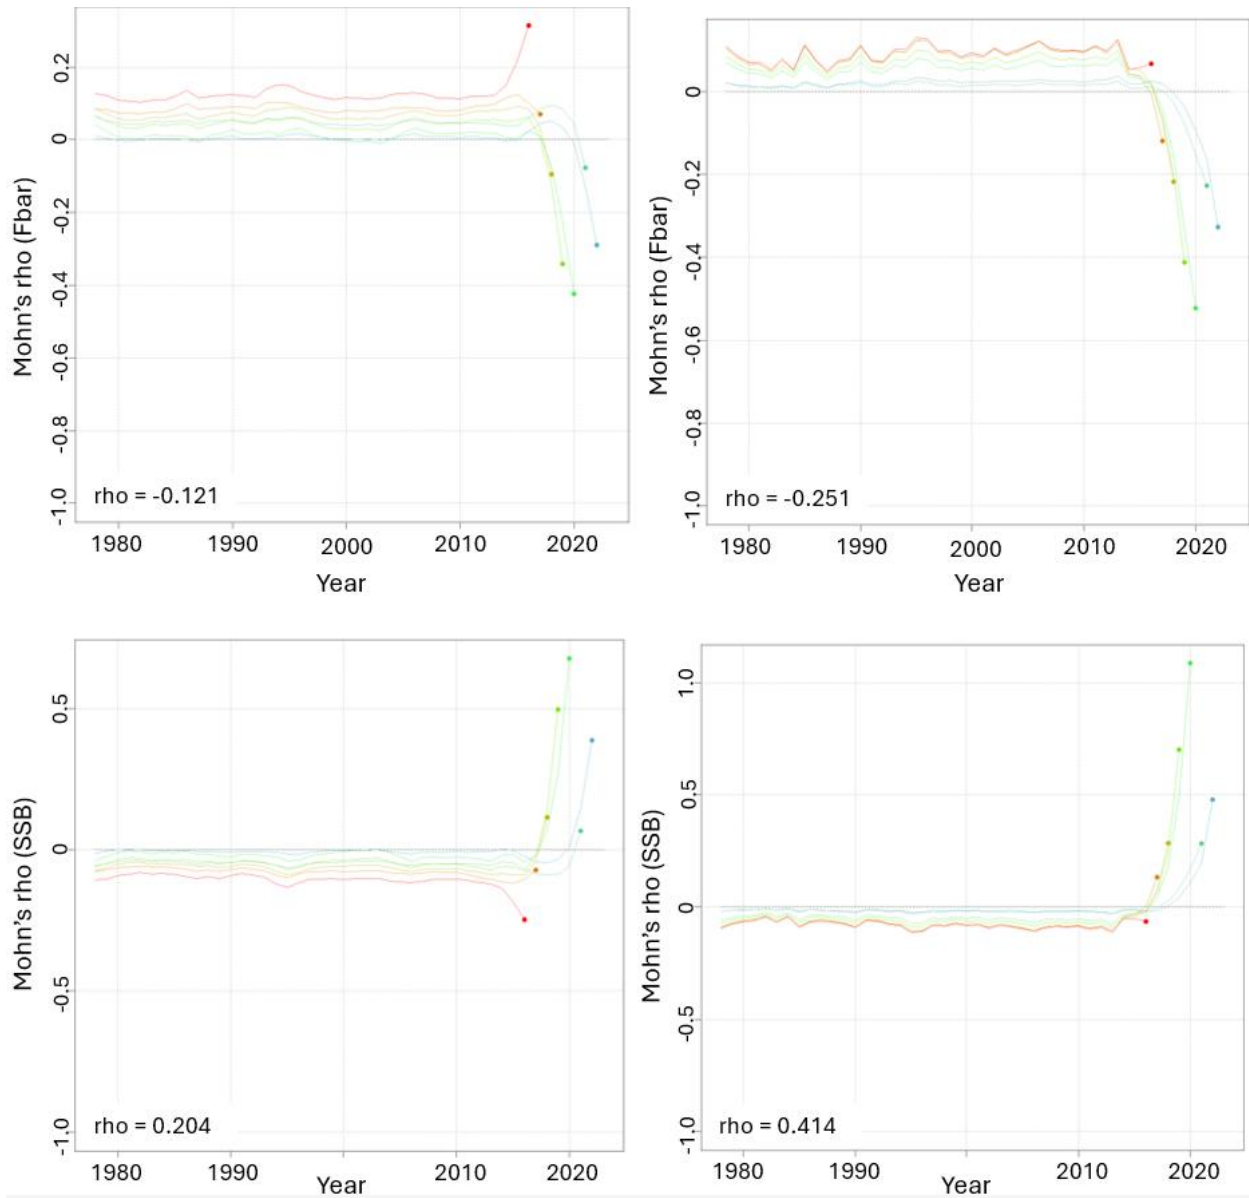 Mohn's rho (Fbar)
0.2
0
-0.2
-0.4
-0.6
-0.8
-1.0
rho = -0.121
1980 1990 2000 2010 2020
Year
Mohn's rho (Fbar)
0
-0.2
-0.4
-0.6
-0.8
-1.0
rho = -0.251
1980 1990 2000 2010 2020
Year
Mohn's rho (SSB)
0.5
0
-0.5
-1.0
rho = 0.204
1980 1990 2010 2020
Year
Mohn's rho (SSB)
1.0
0.5
0
-0.5
-1.0
rho = 0.414
1980 1990 2010 2020
Year